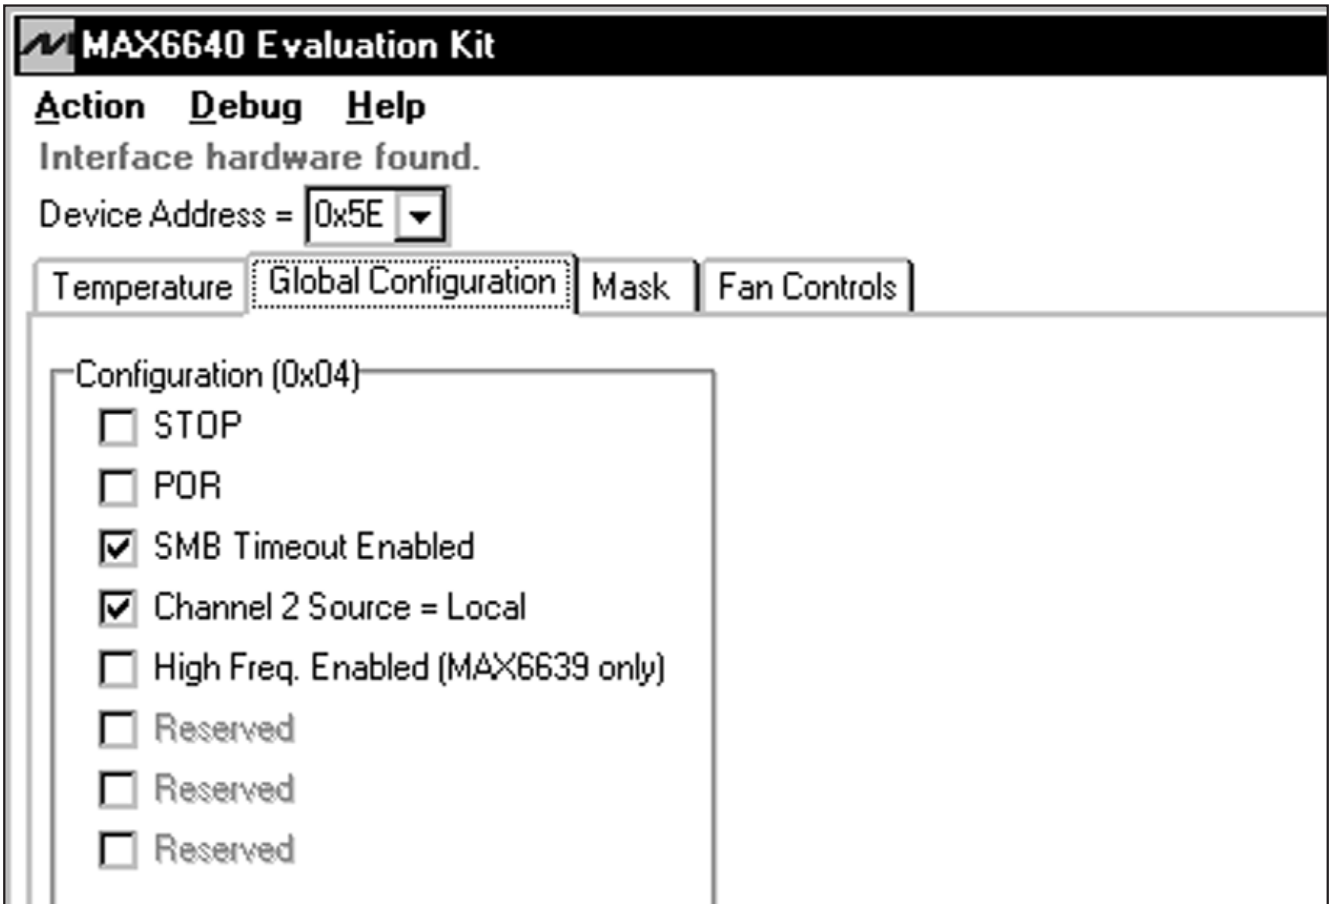 MAX6640 Evaluation Kit
Action Debug Help
Interface hardware found.
Device Address = 0x5E
Temperature Global Configuration Mask Fan Controls
Configuration (0x04)
STOP
POR
SMB Timeout Enabled
Channel 2 Source = Local
High Freq. Enabled (MAX6639 only)
Reserved
Reserved
Reserved